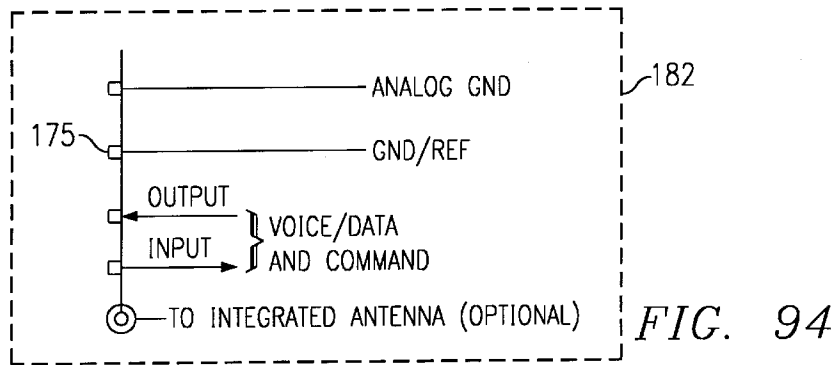 ANALOG GND
182
175
GND/REF
OUTPUT
VOICE/DATA
INPUT
AND COMMAND
TO INTEGRATED ANTENNA (OPTIONAL)
FIG. 94